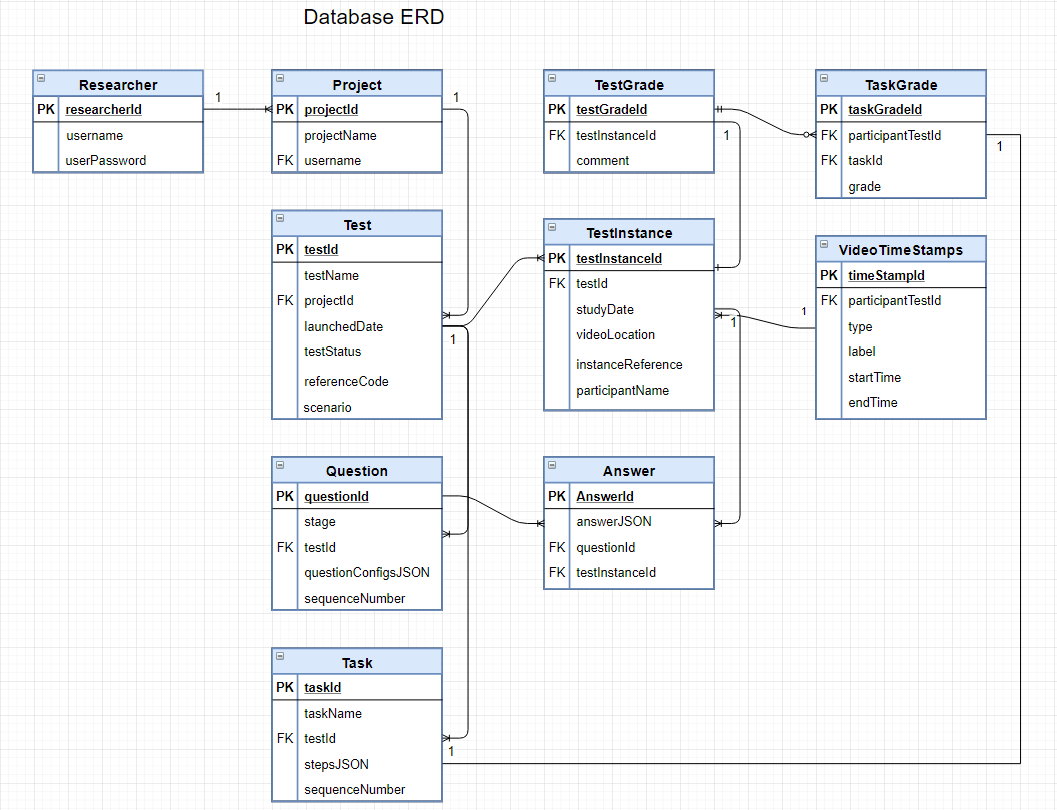 Database ERD
Researcher
PK researcherId
username
userPassword
1
Project
PK projectId
projectName
FK username
1
TestGrade
PK testGradeId
FK testInstanceId
comment
1
TaskGrade
PK taskGradeId
FK participantTestId
FK taskId
grade
1
Test
PK testId
testName
FK projectId
launchedDate
testStatus
referenceCode
scenario
1
TestInstance
PK testInstanceId
FK testId
studyDate
videoLocation
instanceReference
participantName
1
VideoTimeStamps
PK timeStampId
FK participantTestId
type
label
startTime
endTime
1
Question
PK questionId
stage
FK testId
questionConfigsJSON
sequenceNumber
Answer
PK AnswerId
answerJSON
FK questionId
FK testInstanceId
Task
PK taskId
taskName
FK testId
stepsJSON
sequenceNumber
1